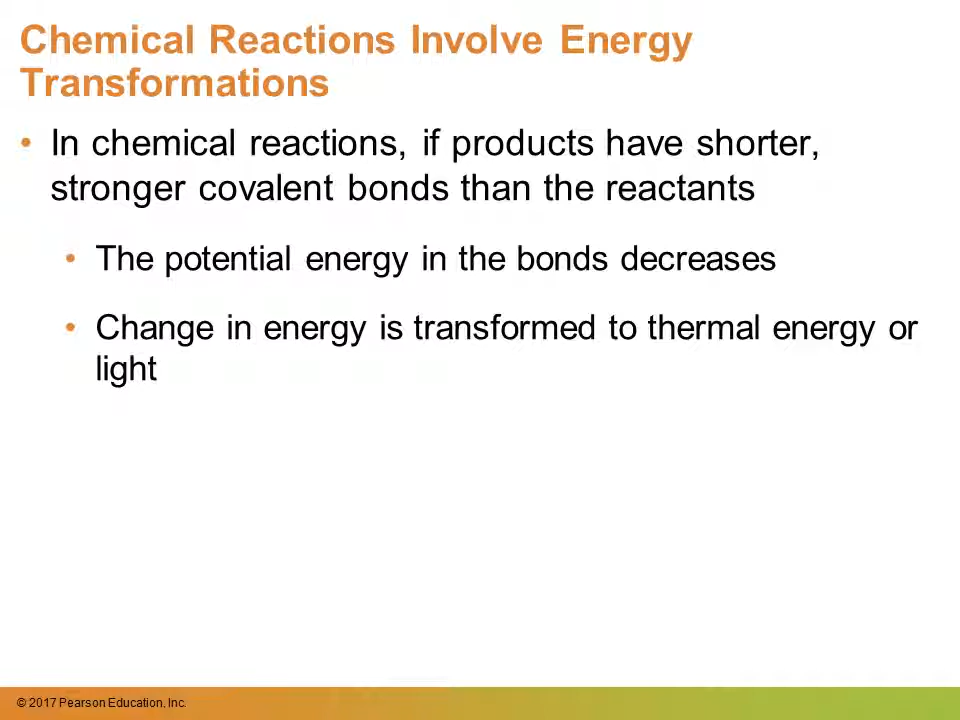 Chemical Reactions Involve Energy
Transformations
• In chemical reactions, if products have shorter,
stronger covalent bonds than the reactants
• The potential energy in the bonds decreases
• Change in energy is transformed to thermal energy or
light
© 2017 Pearson Education, Inc.